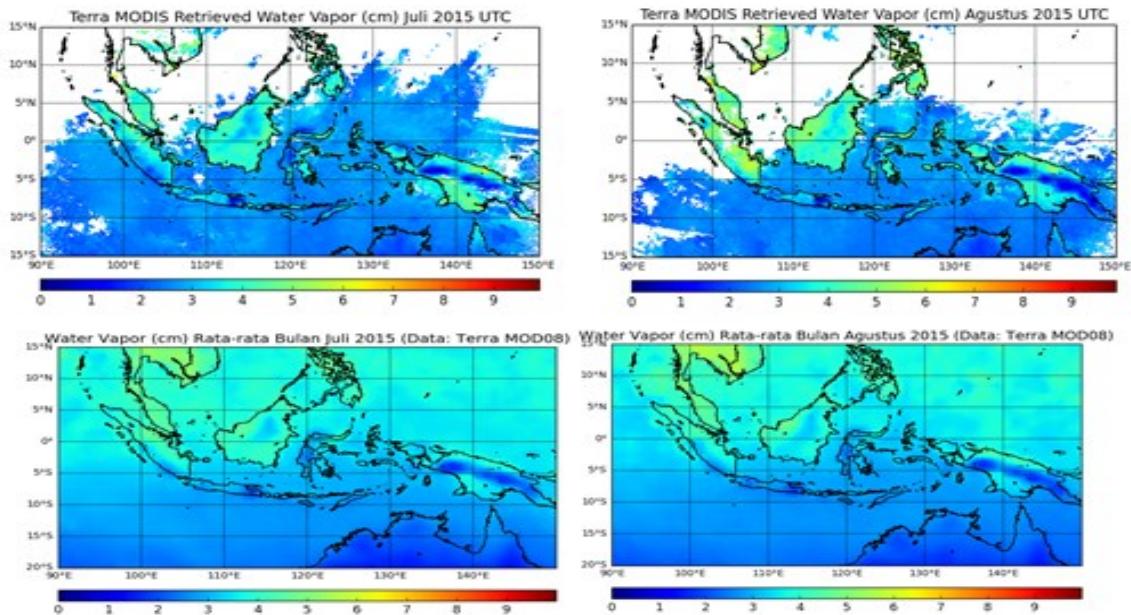 Terra MODIS Retrieved Water Vapor (cm) Juli 2015 UTC
15°N
10°N
5°N
0°
5°S
10°S
15°S
90°E 100°E 110°E 120°E 130°E 140°E 150°E
0 1 2 3 4 5 6 7 8 9
Terra MODIS Retrieved Water Vapor (cm) Agustus 2015 UTC
15°N
10°N
5°N
0°
5°S
10°S
15°S
90°E 100°E 110°E 120°E 130°E 140°E 150°E
0 1 2 3 4 5 6 7 8 9
Water Vapor (cm) Rata-rata Bulan Juli 2015 (Data: Terra MOD08)
15°N
10°N
5°N
0°
5°S
10°S
15°S
20°S
90°E 100°E 110°E 120°E 130°E 140°E
0 1 2 3 4 5 6 7 8 9
Water Vapor (cm) Rata-rata Bulan Agustus 2015 (Data: Terra MOD08)
15°N
10°N
5°N
0°
5°S
10°S
15°S
20°S
90°E 100°E 110°E 120°E 130°E 140°E
0 1 2 3 4 5 6 7 8 9